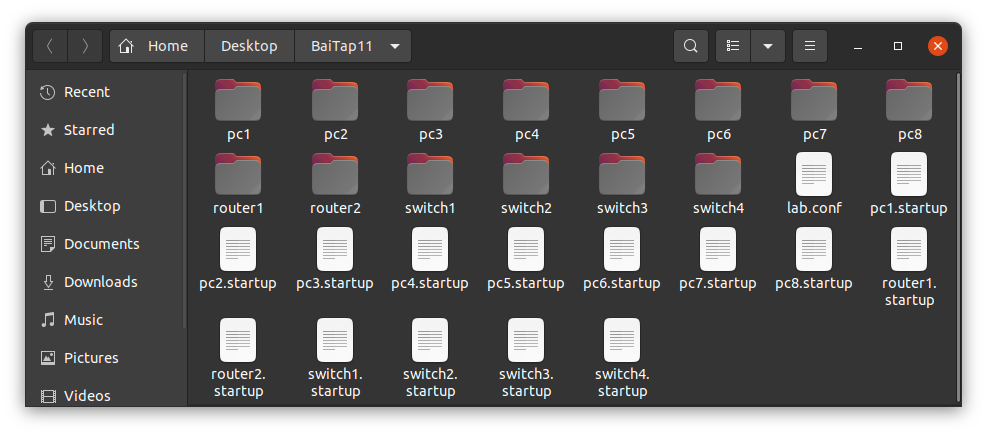 Home Desktop BaiTap11
Recent
Starred
Home
Desktop
Documents
Downloads
Music
Pictures
Videos
pc1 pc2 pc3 pc4 pc5 pc6 pc7 pc8
router1 router2 switch1 switch2 switch3 switch4 lab.conf pc1.startup
pc2.startup pc3.startup pc4.startup pc5.startup pc6.startup pc7.startup pc8.startup router1.
startup
router2. switch1. switch2. switch3. switch4.
startup startup startup startup startup